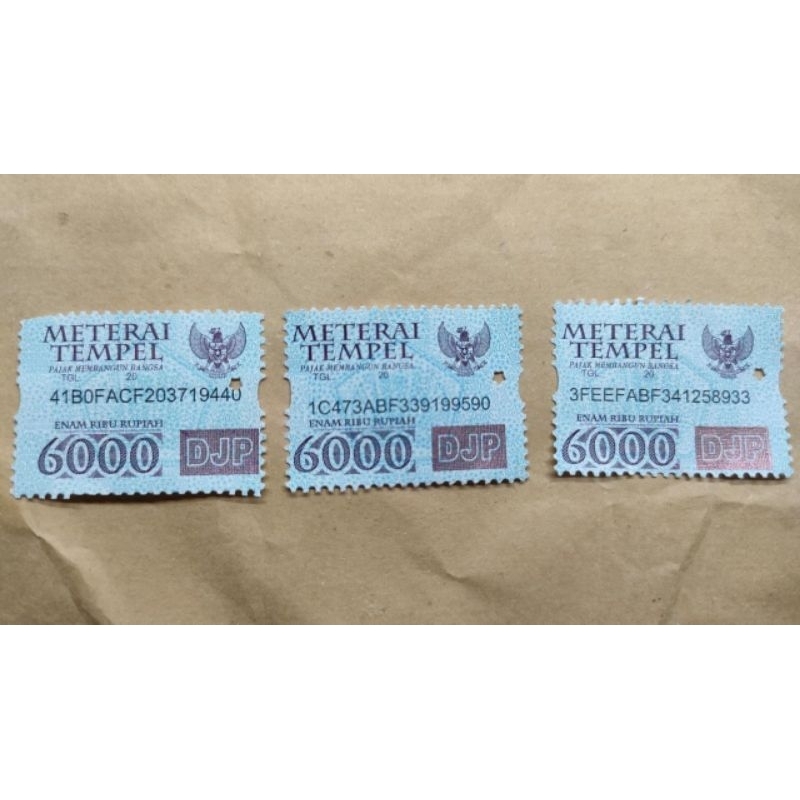 METERAI
TEMPEL
PAJAK MEMBANGUN BANGSA
TGL. 20
41B0FACF203719440
ENAM RIBU RUPIAH
6000 DJP
METERAI
TEMPEL
PAJAK MEMBANGUN BANGSA
TGL. 20
1C473ABF339199590
ENAM RIBU RUPIAH
6000 DJP
METERAI
TEMPEL
PAJAK MEMBANGUN BANGSA
TGL. 20
3FEEFABF341258933
ENAM RIBU RUPIAH
6000 DJP